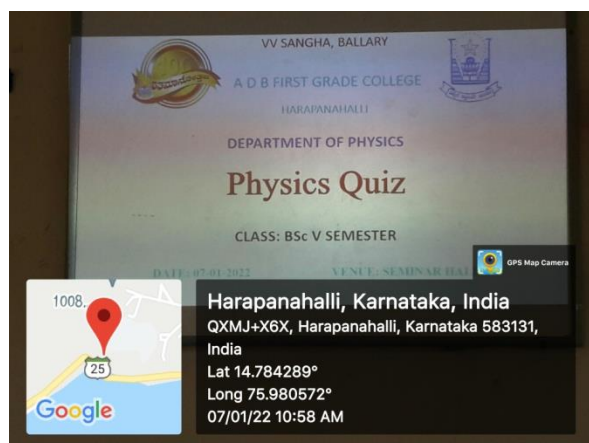 VV SANGHA, BALLARY
A D B FIRST GRADE COLLEGE
HARAPANAHALLI
DEPARTMENT OF PHYSICS
Physics Quiz
CLASS: BSc V SEMESTER
DATE: 07-01-2022 VENUE: SEMINAR HAL
GPS Map Camera
1008,
25
Google
Harapanahalli, Karnataka, India
QXMJ+X6X, Harapanahalli, Karnataka 583131,
India
Lat 14.784289°
Long 75.980572°
07/01/22 10:58 AM